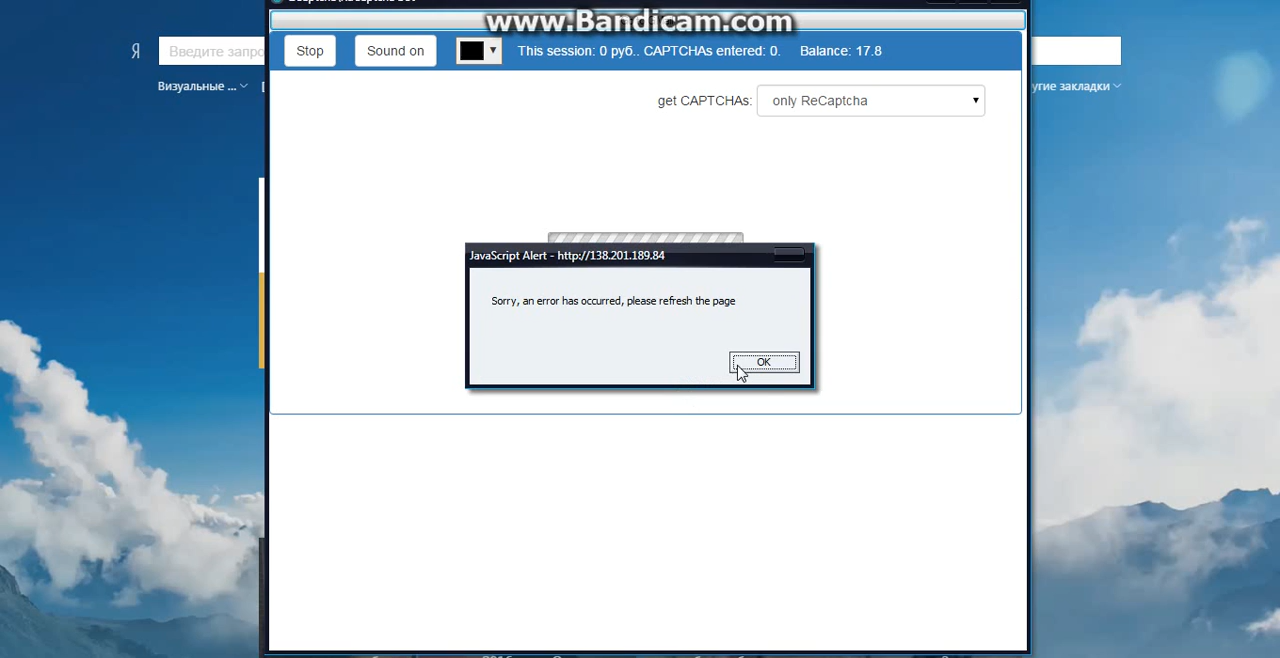 www.Bandicam.com
Я Введите запро
Stop Sound on This session: 0 руб.. CAPTCHAs entered: 0. Balance: 17.8
Визуальные ...
угие закладки
get CAPTCHAs: only ReCaptcha
JavaScript Alert - http://138.201.189.84
Sorry, an error has occurred, please refresh the page
OK